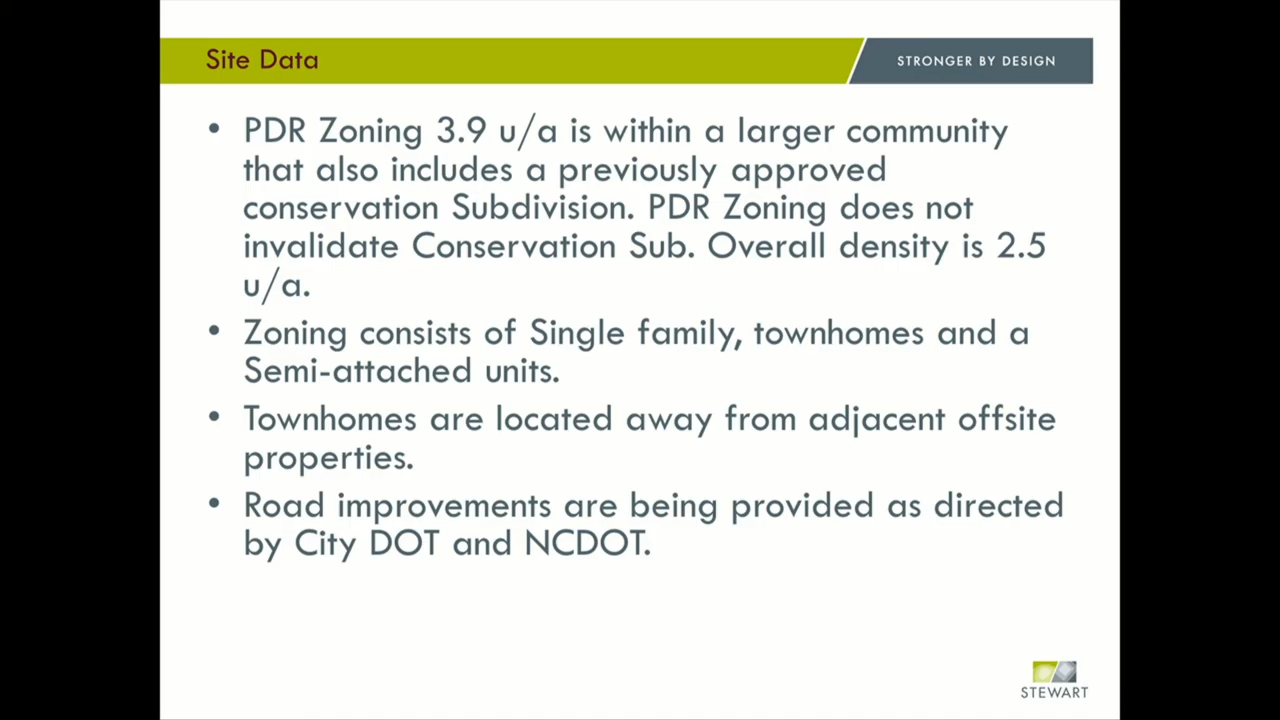 Site Data
STRONGER BY DESIGN
• PDR Zoning 3.9 u/a is within a larger community
that also includes a previously approved
conservation Subdivision. PDR Zoning does not
invalidate Conservation Sub. Overall density is 2.5
u/a.
• Zoning consists of Single family, townhomes and a
Semi-attached units.
• Townhomes are located away from adjacent offsite
properties.
• Road improvements are being provided as directed
by City DOT and NCDOT.
STEWART